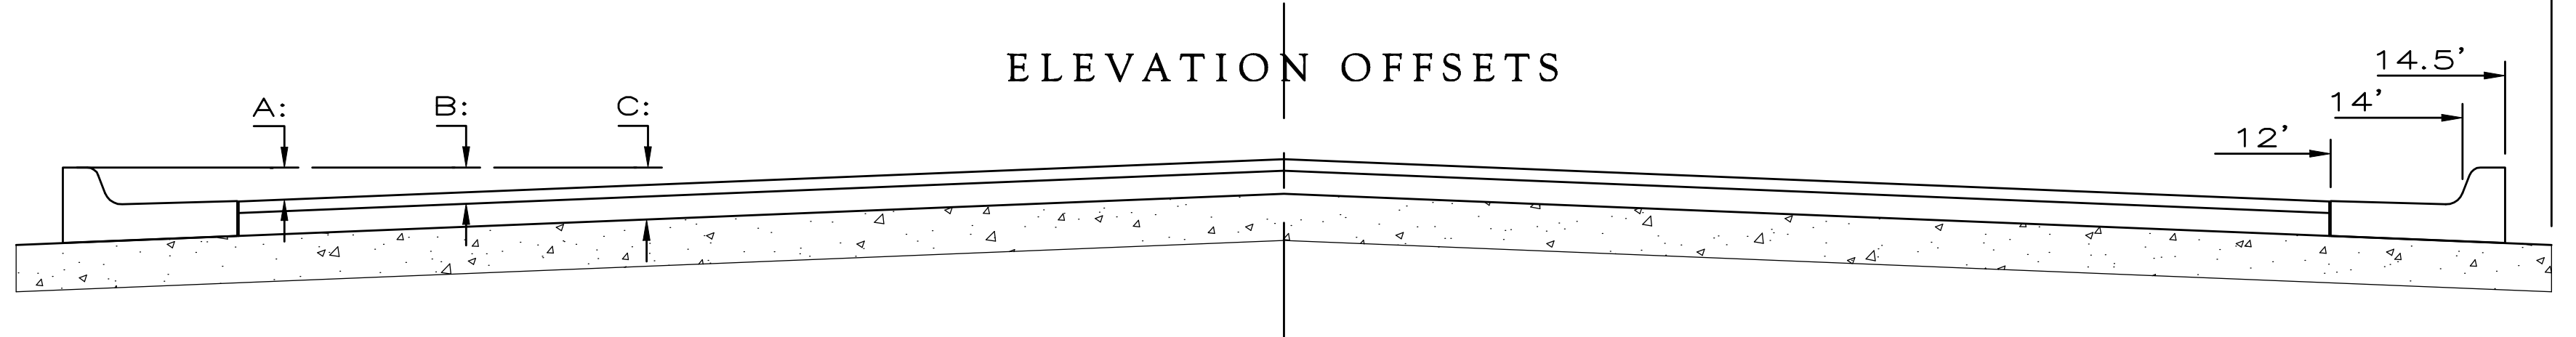 ELEVATION OFFSETS
14.5’
A:
B:
C:
14’
12’